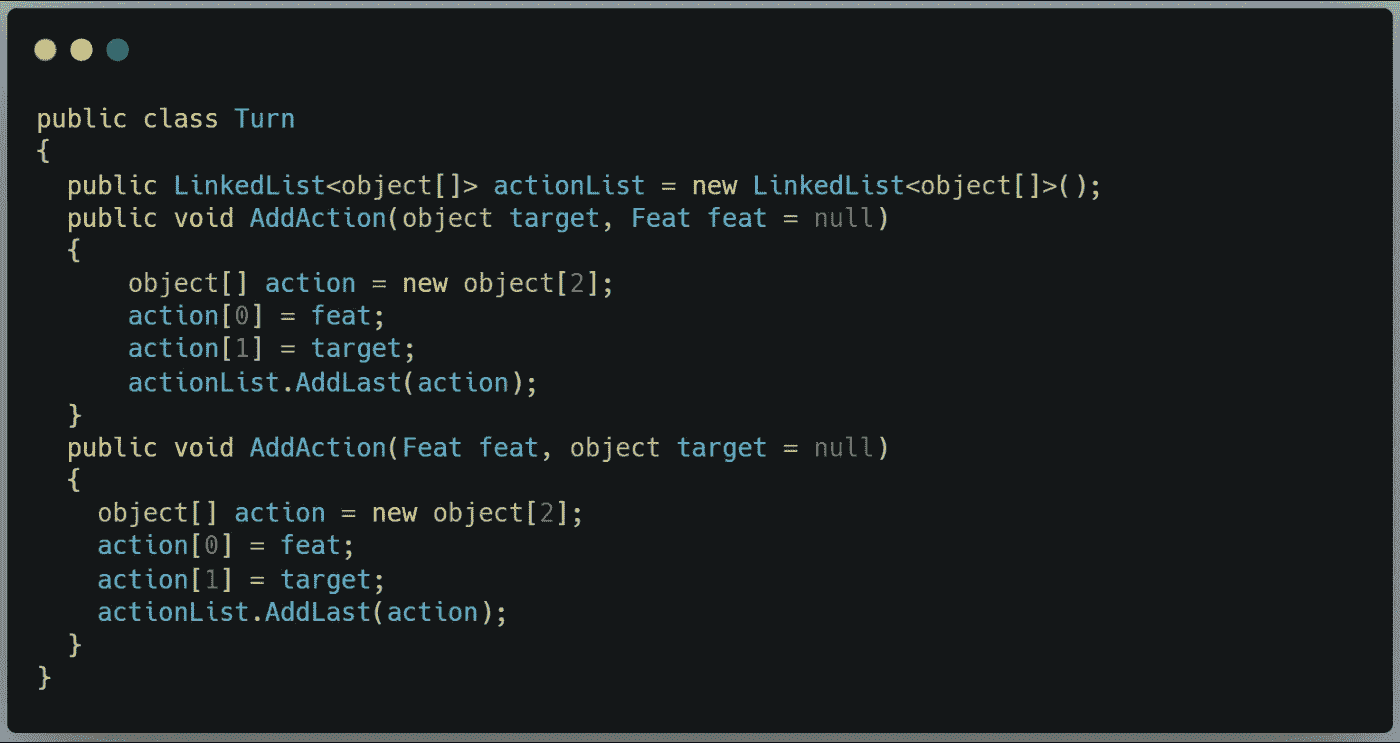 public class Turn
{
  public LinkedList<object[]> actionList = new LinkedList<object[]>();
  public void AddAction(object target, Feat feat = null)
  {
      object[] action = new object[2];
      action[0] = feat;
      action[1] = target;
      actionList.AddLast(action);
  }
  public void AddAction(Feat feat, object target = null)
  {
    object[] action = new object[2];
    action[0] = feat;
    action[1] = target;
    actionList.AddLast(action);
  }
}